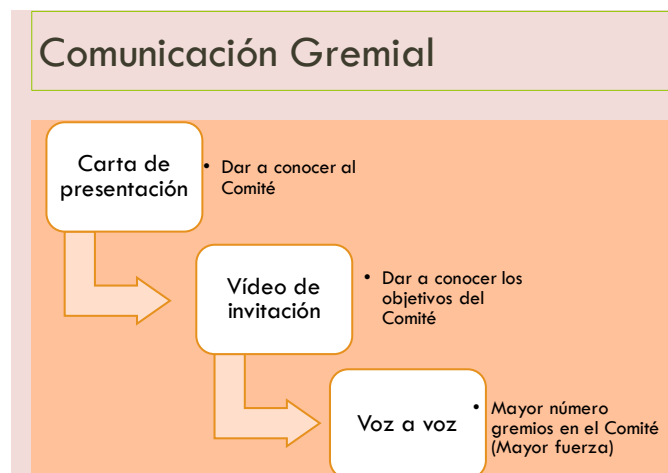 Comunicación Gremial
Carta de
presentación
• Dar a conocer al
Comité
Vídeo de
invitación
• Dar a conocer los
objetivos del
Comité
Voz a voz
• Mayor número
gremios en el Comité
(Mayor fuerza)